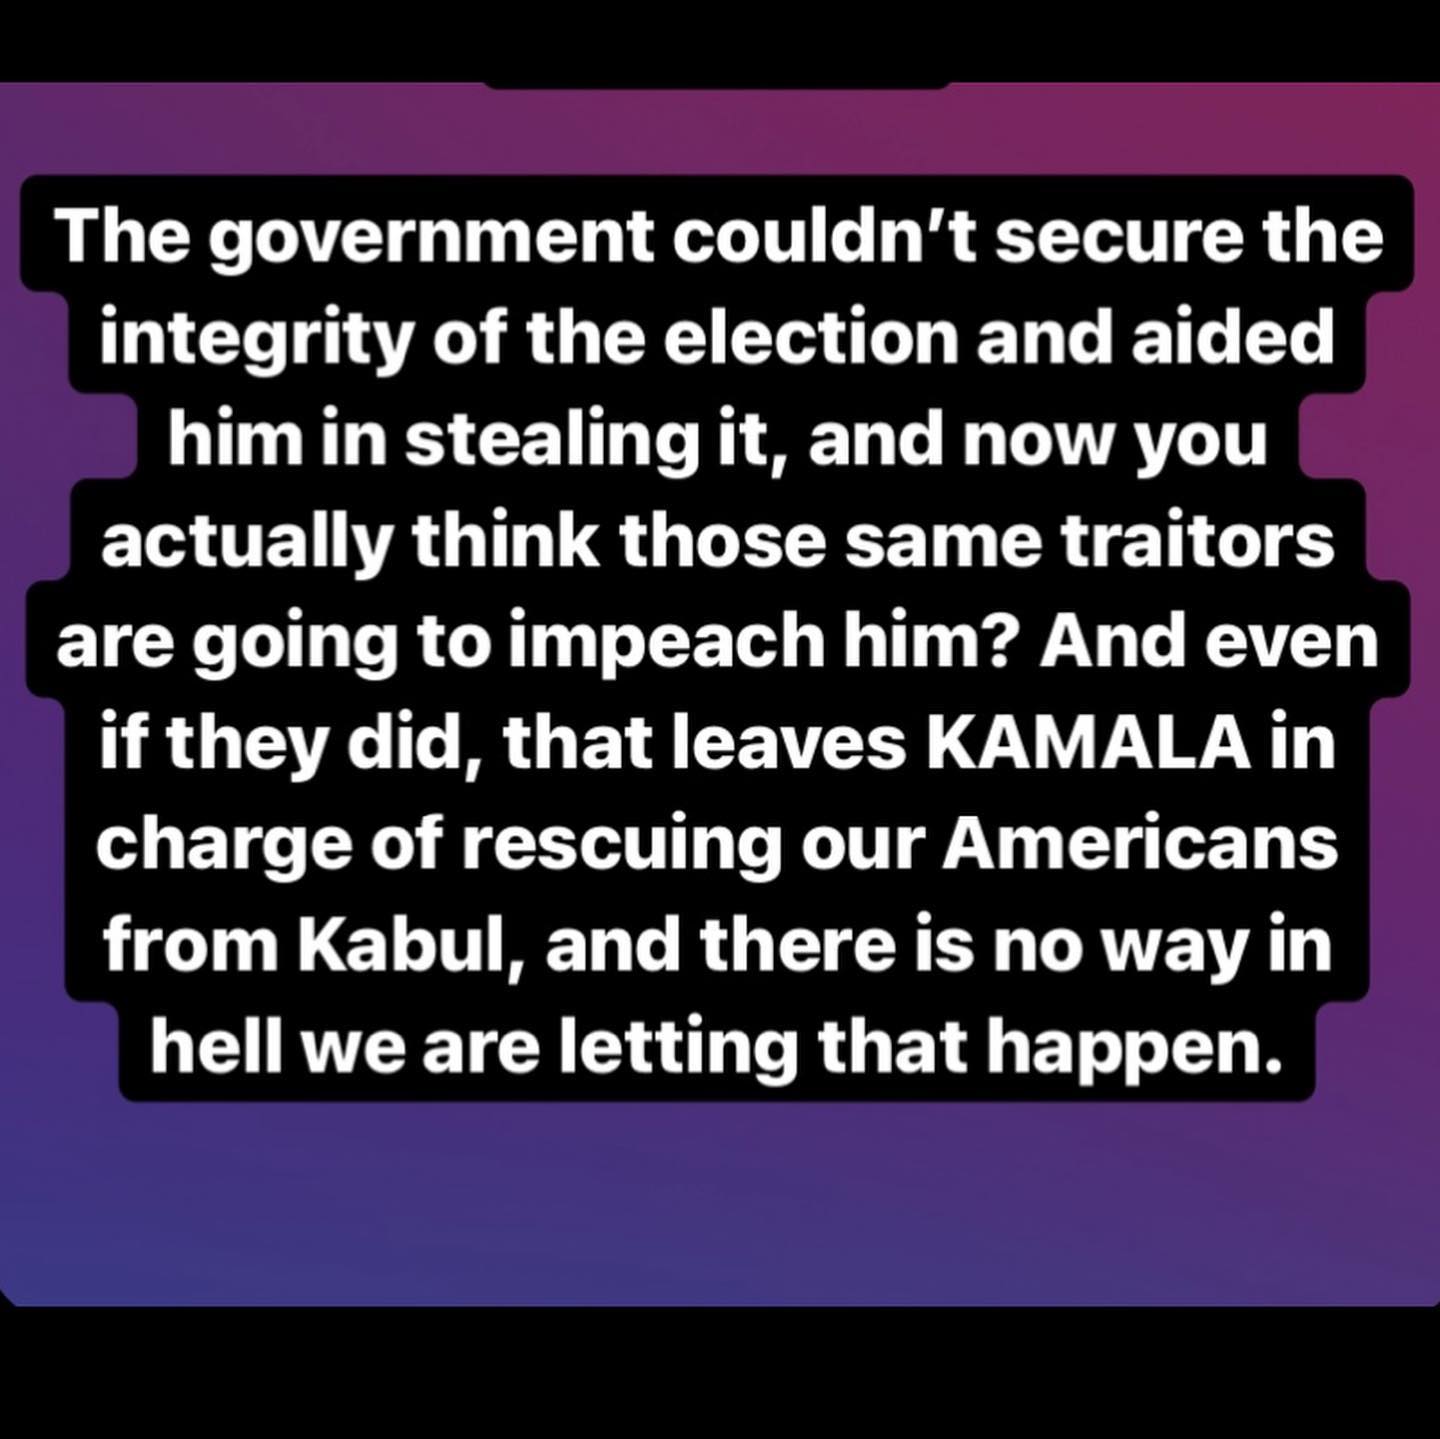 The government couldn’t secure the
integrity of the election and aided
him in stealing it, and now you
actually think those same traitors
are going to impeach him? And even
if they did, that leaves KAMALA in
charge of rescuing our Americans
from Kabul, and there is no way in
hell we are letting that happen.